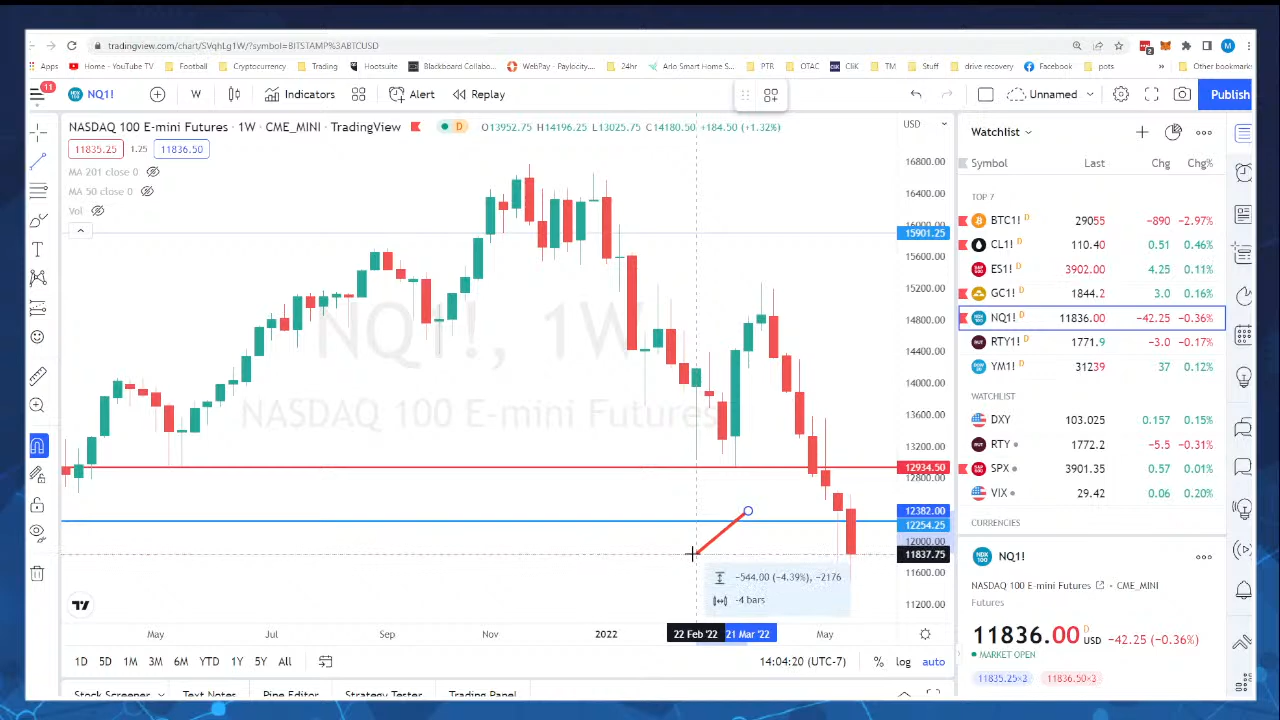 tradingview.com/chart/SVqhLg1W/?symbol=BITSTAMP%3ABTCUSD
2
M
Apps Home - YouTube TV Football Cryptocurrency Trading Hootsuite Blackboard Collabo... WebPay - Paylocity.... 24hr Arlo Smart Home S... PTB OTAC CliK TM Stuff drive recovery Facebook pots » Other bookmarks
11 NQ1! W Indicators Alert Replay Unnamed Publish
NASDAQ 100 E-mini Futures · 1W · CME_MINI · TradingView D O13952.75 H14196.25 L13025.75 C14180.50 +184.50 (+1.32%) USD
11835.25 1.25 11836.50
MA 201 close 0
MA 50 close 0
Vol
NQ1!, 1W
NASDAQ 100 E-mini Futures
16800.00
16400.00
16000.00
15901.25
15600.00
15200.00
14800.00
14400.00
14000.00
13600.00
13200.00
12934.50
12800.00
12382.00
12254.25
12000.00
11837.75
11600.00
11200.00
-544.00 (-4.39%), -2176
-4 bars
May Jul Sep Nov 2022 22 Feb '22 21 Mar '22 May
1D 5D 1M 3M 6M YTD 1Y 5Y All 14:04:20 (UTC-7) % log auto
Stock Screener Text Notes Pine Editor Strategy Tester Trading Panel
Watchlist
Symbol Last Chg Chg%
TOP 7
BTC1! D 29055 −890 −2.97%
CL1! D 110.40 0.51 0.46%
ES1! D 3902.00 4.25 0.11%
GC1! D 1844.2 3.0 0.16%
NQ1! D 11836.00 −42.25 −0.36%
RTY1! D 1771.9 −3.0 −0.17%
YM1! D 31239 37 0.12%
WATCHLIST
DXY 103.025 0.157 0.15%
RTY 1772.2 −5.5 −0.31%
SPX 3901.35 0.57 0.01%
VIX 29.42 0.06 0.20%
CURRENCIES
NQ1!
NASDAQ 100 E-mini Futures · CME_MINI
Futures
11836.00 D USD −42.25 (−0.36%)
MARKET OPEN
11835.25×3 11836.50×3